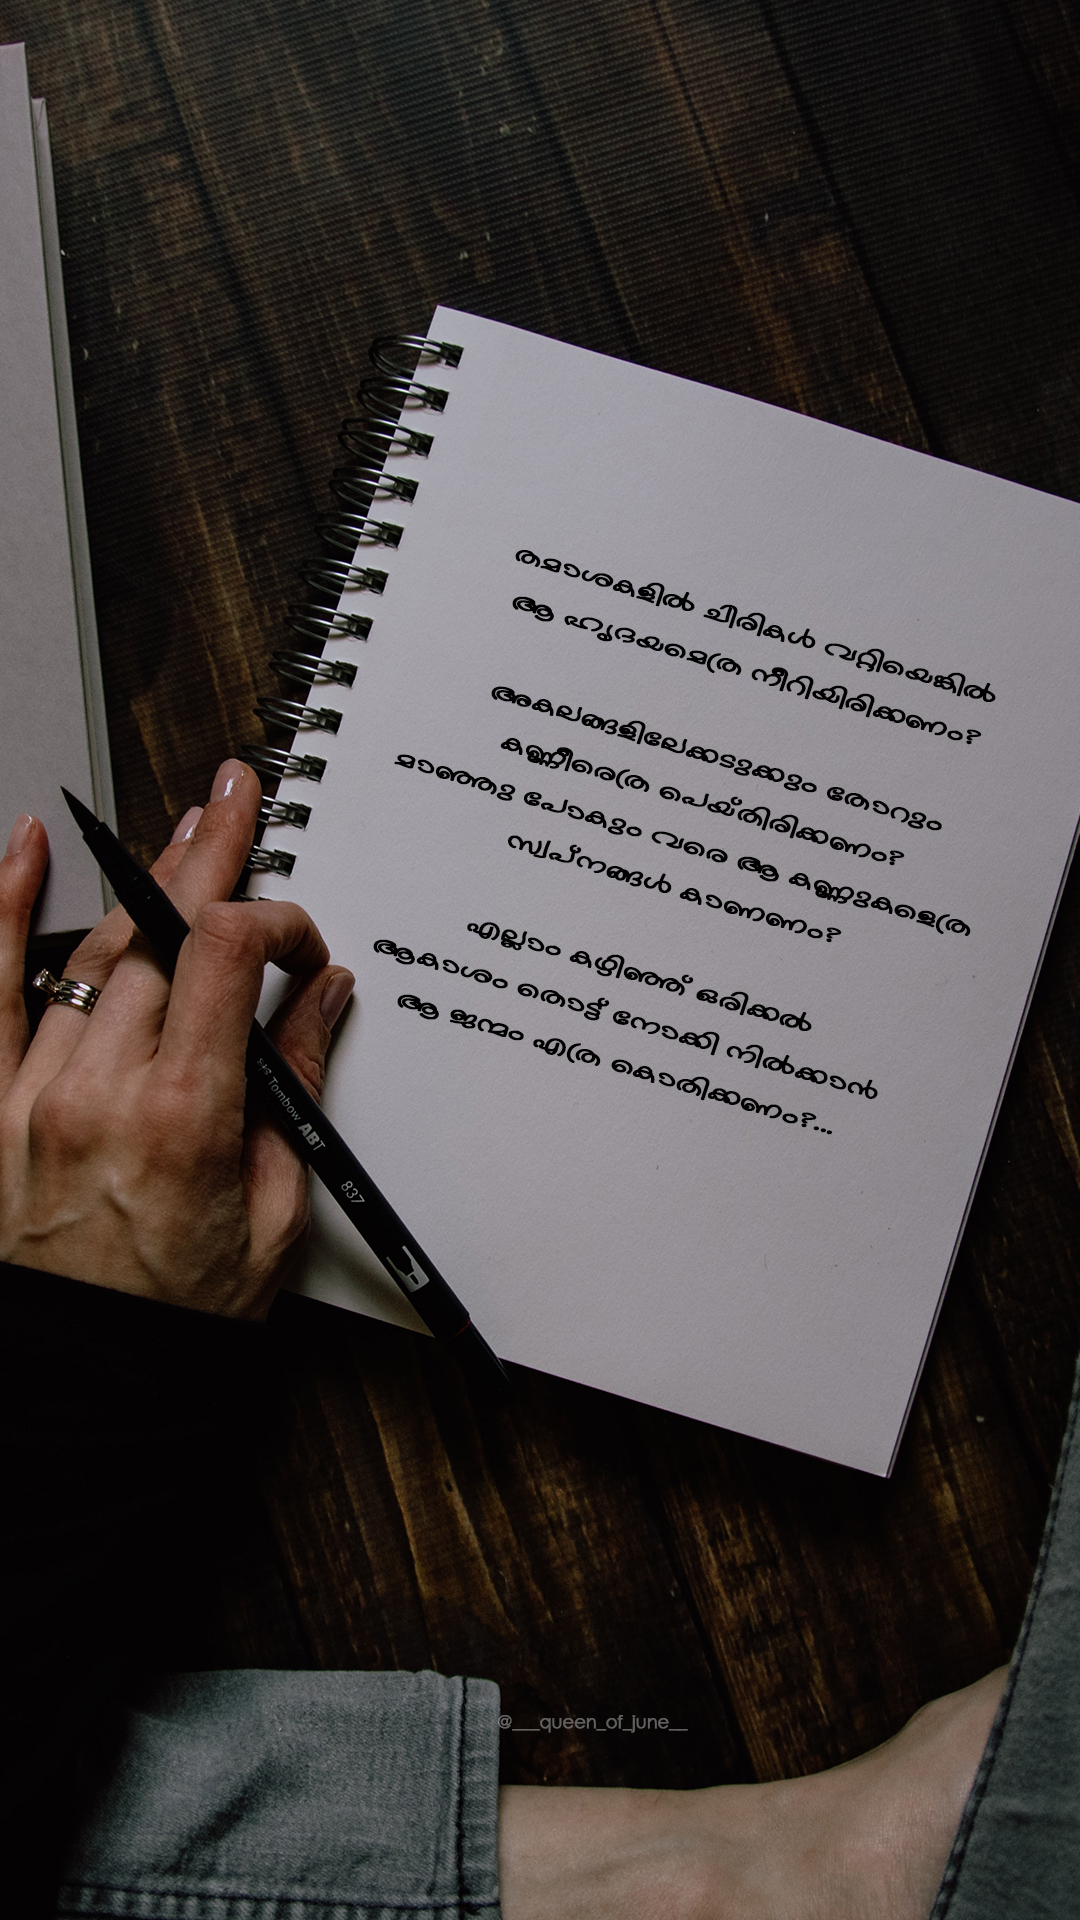 തമാശകളിൽ ചിരികൾ വറ്റിയെങ്കിൽ
ആ ഹൃദയമെത്ര നീറിയിരിക്കണം?
അകലങ്ങളിലേക്കടുക്കും തോറും
കണ്ണീരെത്ര പെയ്തിരിക്കണം?
മാഞ്ഞു പോകും വരെ ആ കണ്ണുകളെത്ര
സ്വപ്നങ്ങൾ കാണണം?
എല്ലാം കഴിഞ്ഞ് ഒരിക്കൽ
ആകാശം തൊട്ട് നോക്കി നിൽക്കാൻ
ആ ജന്മം എത്ര കൊതിക്കണം?...
Tombow ABT
837
@___queen_of_june__